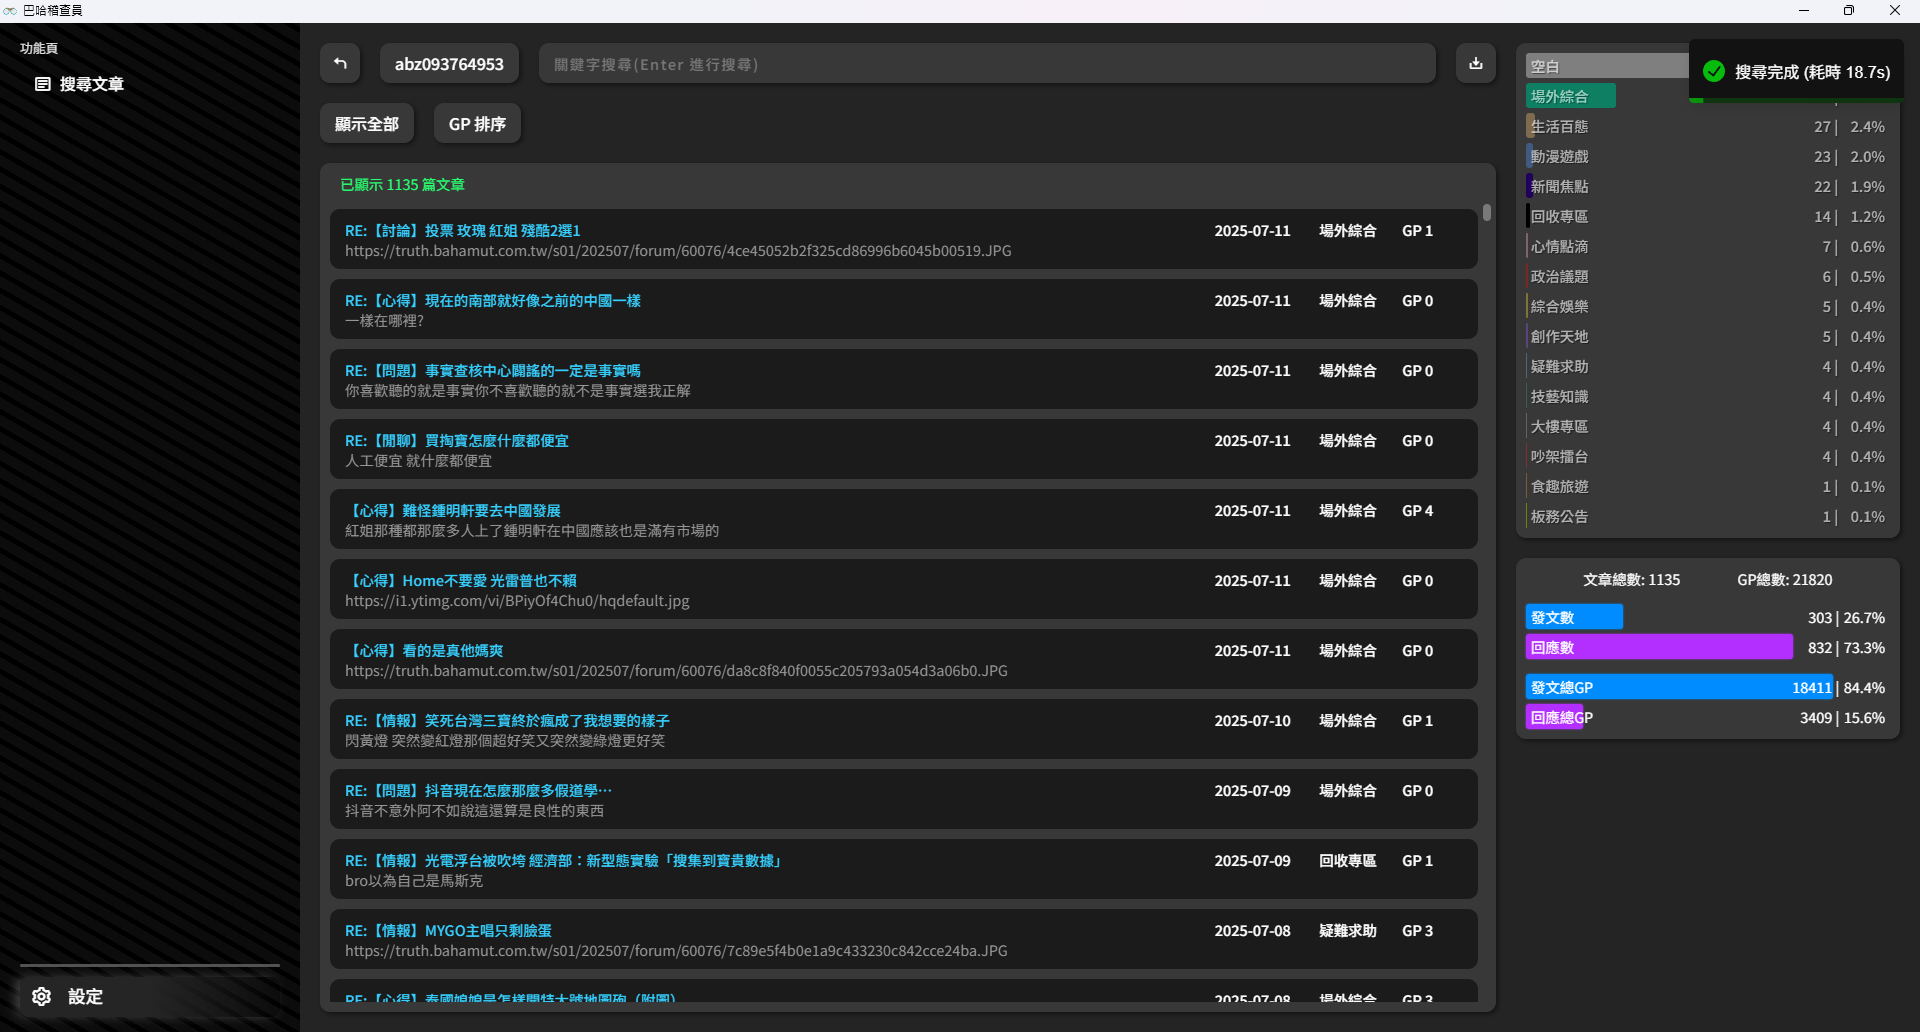 巴哈稽查員
功能頁
搜尋文章
設定
abz093764953
關鍵字搜尋(Enter 進行搜尋)
顯示全部
GP 排序
已顯示 1135 篇文章
RE:【討論】投票 玫瑰 紅姐 殘酷2選1 2025-07-11 場外綜合 GP 1
https://truth.bahamut.com.tw/s01/202507/forum/60076/4ce45052b2f325cd86996b6045b00519.JPG
RE:【心得】現在的南部就好像之前的中國一樣 2025-07-11 場外綜合 GP 0
一樣在哪裡?
RE:【問題】事實查核中心闢謠的一定是事實嗎 2025-07-11 場外綜合 GP 0
你喜歡聽的就是事實你不喜歡聽的就不是事實選我正解
RE:【閒聊】買掏寶怎麼什麼都便宜 2025-07-11 場外綜合 GP 0
人工便宜 就什麼都便宜
【心得】難怪鍾明軒要去中國發展 2025-07-11 場外綜合 GP 4
紅姐那種都那麼多人上了鍾明軒在中國應該也是滿有市場的
【心得】Home不要愛 光雷普也不賴 2025-07-11 場外綜合 GP 0
https://i1.ytimg.com/vi/BPiyOf4Chu0/hqdefault.jpg
【心得】看的是真他媽爽 2025-07-11 場外綜合 GP 0
https://truth.bahamut.com.tw/s01/202507/forum/60076/da8c8f840f0055c205793a054d3a06b0.JPG
RE:【情報】笑死台灣三寶終於瘋成了我想要的樣子 2025-07-10 場外綜合 GP 1
閃黃燈 突然變紅燈那個超好笑又突然變綠燈更好笑
RE:【問題】抖音現在怎麼那麼多假道學⋯ 2025-07-09 場外綜合 GP 0
抖音不意外阿不如說這還算是良性的東西
RE:【情報】光電浮台被吹垮 經濟部：新型態實驗「搜集到寶貴數據」 2025-07-09 回收專區 GP 1
bro以為自己是馬斯克
RE:【情報】MYGO主唱只剩臉蛋 2025-07-08 疑難求助 GP 3
https://truth.bahamut.com.tw/s01/202507/forum/60076/7c89e5f4b0e1a9c433230c842cce24ba.JPG
RE:【心得】泰國娘娘是怎樣開特大號地圖砲（附圖） 2025-07-08 場外綜合 GP 3
搜尋完成 (耗時 18.7s)
空白
場外綜合
生活百態 27 | 2.4%
動漫遊戲 23 | 2.0%
新聞焦點 22 | 1.9%
回收專區 14 | 1.2%
心情點滴 7 | 0.6%
政治議題 6 | 0.5%
綜合娛樂 5 | 0.4%
創作天地 5 | 0.4%
疑難求助 4 | 0.4%
技藝知識 4 | 0.4%
大樓專區 4 | 0.4%
吵架擂台 4 | 0.4%
食趣旅遊 1 | 0.1%
板務公告 1 | 0.1%
文章總數: 1135 GP總數: 21820
發文數 303 | 26.7%
回應數 832 | 73.3%
發文總GP 18411 | 84.4%
回應總GP 3409 | 15.6%